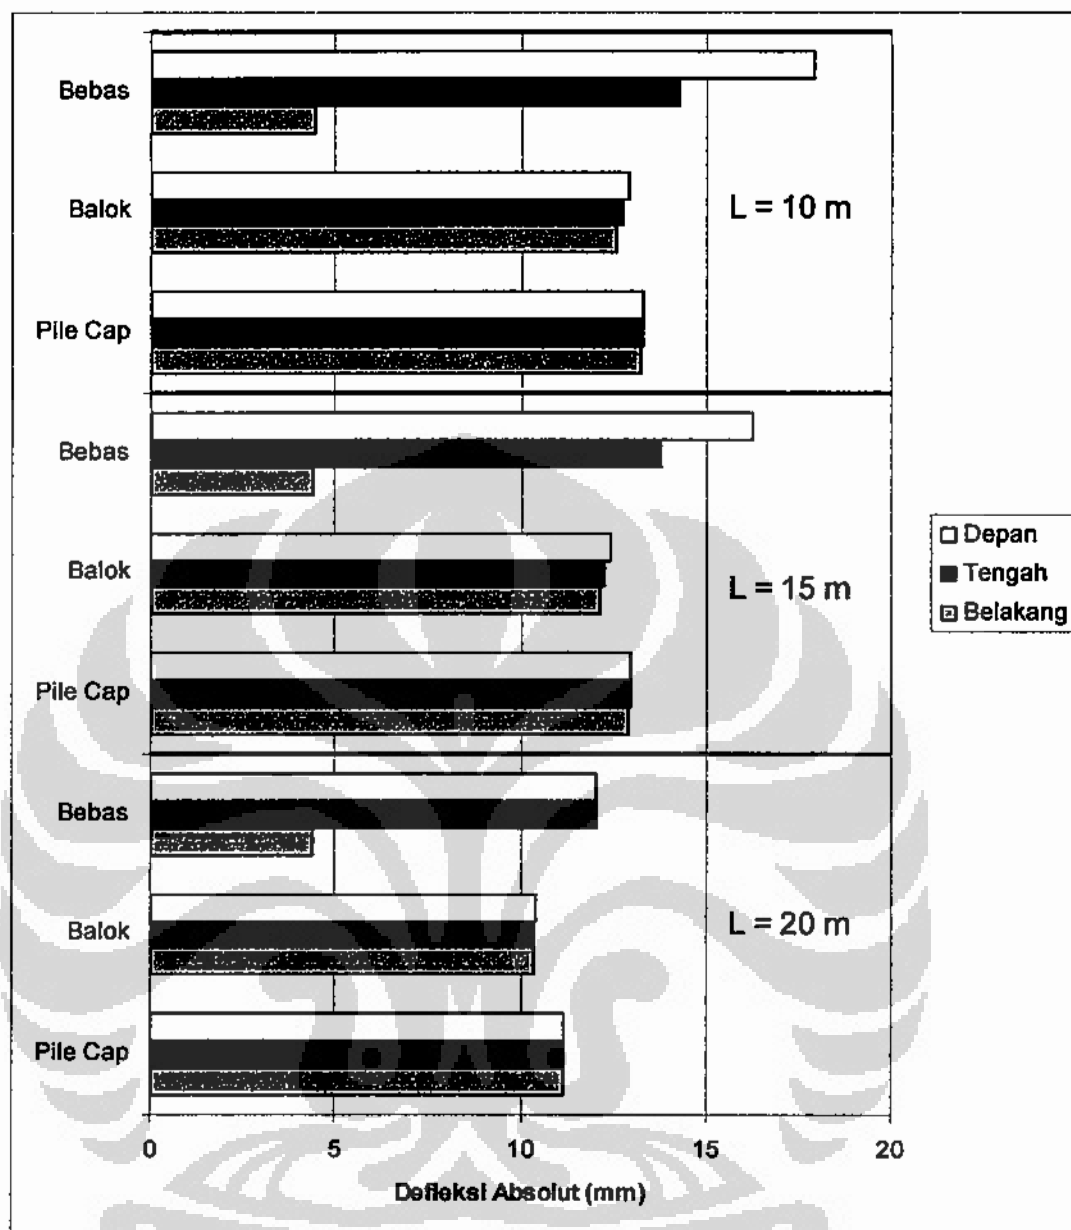 Bebas
Balok
L = 10 m
Pile Cap
Bebas
Balok
L = 15 m
Pile Cap
Bebas
Balok
L = 20 m
Pile Cap
Depan
Tengah
Belakang
0 5 10 15 20
Defleksi Absolut (mm)